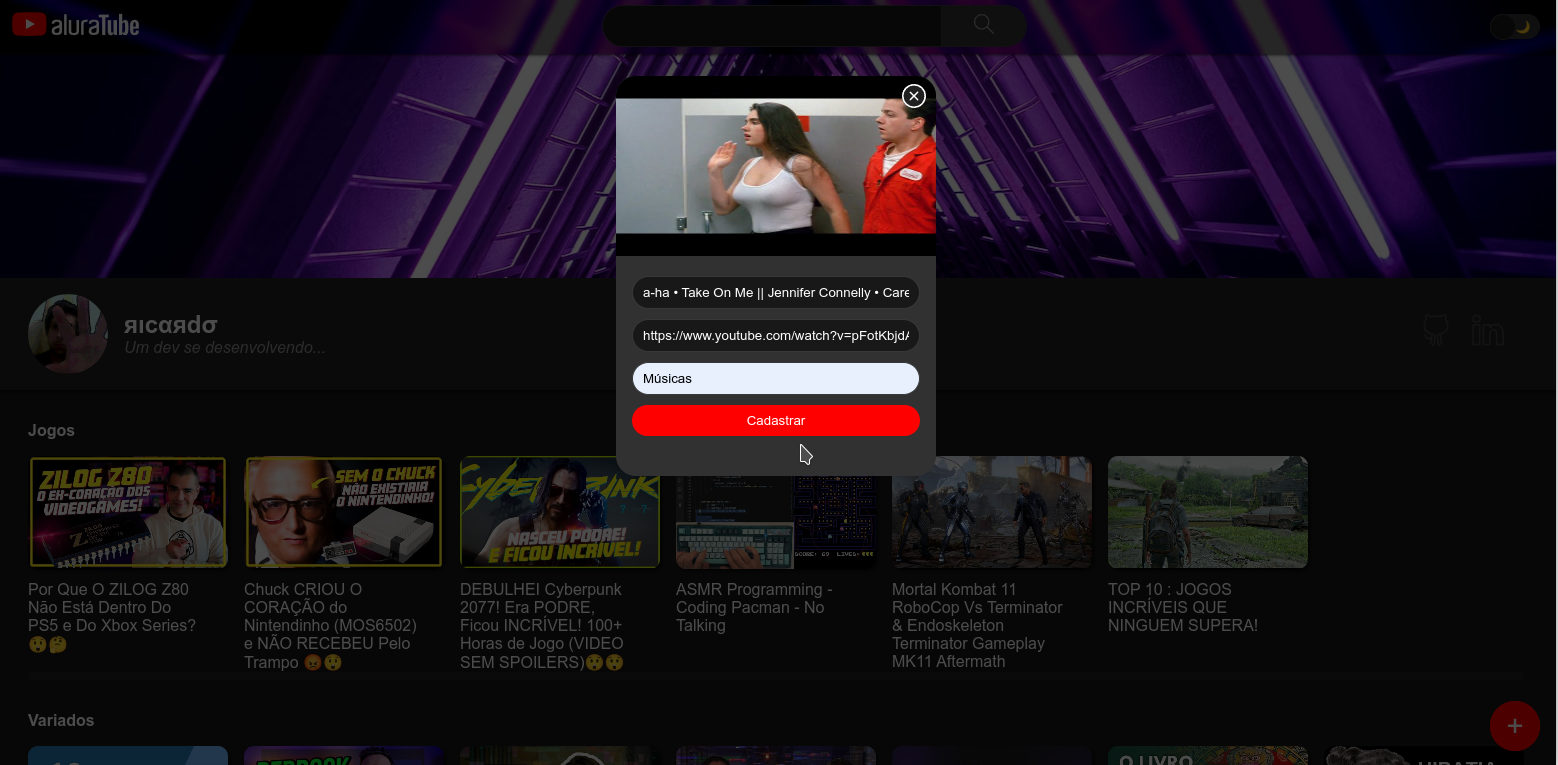 aluraTube
a-ha • Take On Me || Jennifer Connelly • Care
https://www.youtube.com/watch?v=pFotKbjd
Músicas
Cadastrar
яιcαяdσ
Um dev se desenvolvendo...
Jogos
ZILOG Z80
O EX-CORAÇÃO DOS
VIDEOGAMES!
SEM O CHUCK
NÃO EXISTIRIA
O NINTENDINHO!
CYBERPUNK
NASCEU PODRE!
E FICOU INCRÍVEL!
SCORE: 69 LIVES:
Por Que O ZILOG Z80
Não Está Dentro Do
PS5 e Do Xbox Series?
😲🤔
Chuck CRIOU O
CORAÇÃO do
Nintendinho (MOS6502)
e NÃO RECEBEU Pelo
Trampo 😡😲
DEBULHEI Cyberpunk
2077! Era PODRE,
Ficou INCRÍVEL! 100+
Horas de Jogo (VIDEO
SEM SPOILERS)😲😲
ASMR Programming -
Coding Pacman - No
Talking
Mortal Kombat 11
RoboCop Vs Terminator
& Endoskeleton
Terminator Gameplay
MK11 Aftermath
TOP 10 : JOGOS
INCRÍVEIS QUE
NINGUEM SUPERA!
Variados
O LIVRO